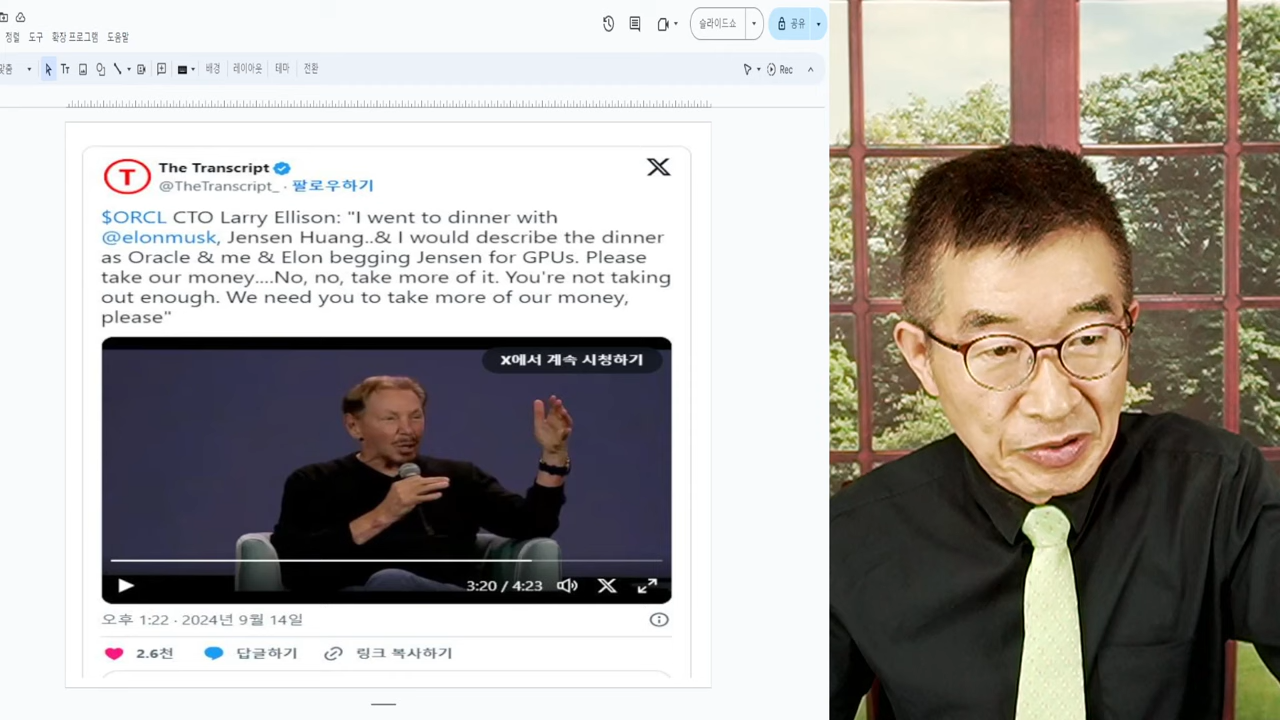 정렬 도구 확장 프로그램 도움말
슬라이드쇼
공유
맞춤
배경 레이아웃 테마 전환
Rec
T
The Transcript
@TheTranscript_ · 팔로우하기
$ORCL CTO Larry Ellison: "I went to dinner with
@elonmusk, Jensen Huang..& I would describe the dinner
as Oracle & me & Elon begging Jensen for GPUs. Please
take our money....No, no, take more of it. You're not taking
out enough. We need you to take more of our money,
please"
X에서 계속 시청하기
3:20 / 4:23
오후 1:22 · 2024년 9월 14일
2.6천 답글하기 링크 복사하기